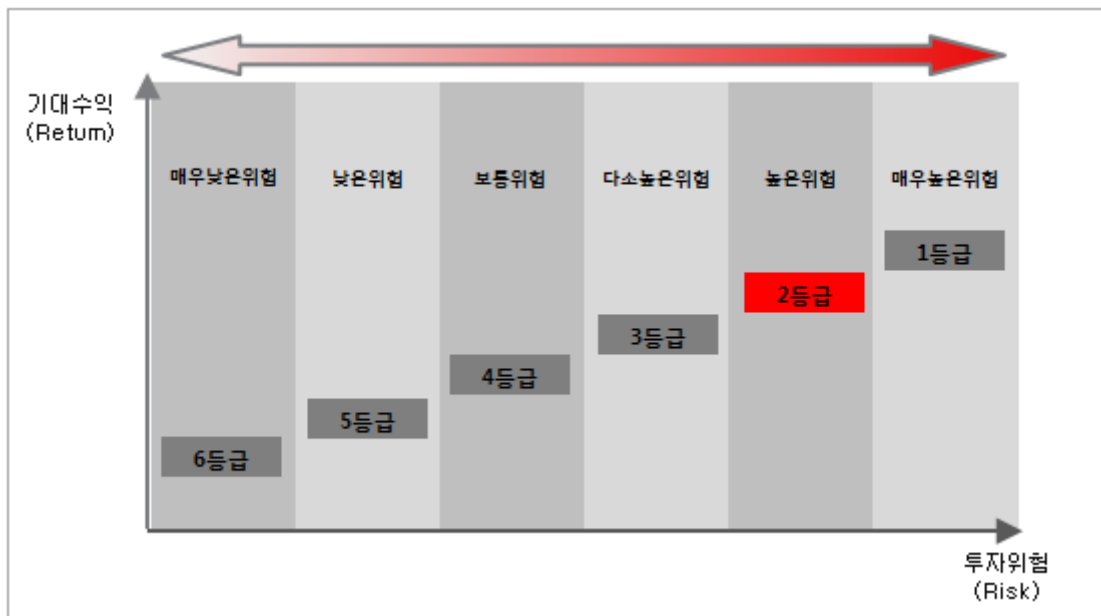 기대수익
(Retum)
매우낮은위험
낮은위험
보통위험
다소높은위험
높은위험
매우높은위험
1등급
2등급
3등급
4등급
5등급
6등급
투자위험
(Risk)